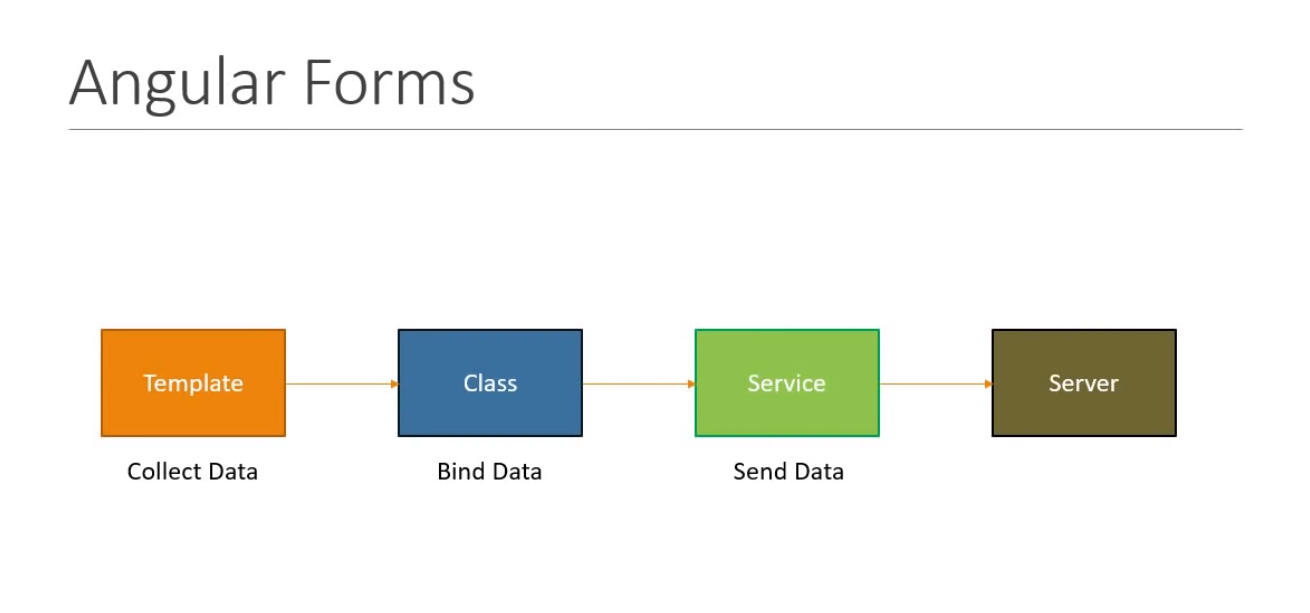 Angular Forms
Template
Class
Service
Server
Collect Data
Bind Data
Send Data